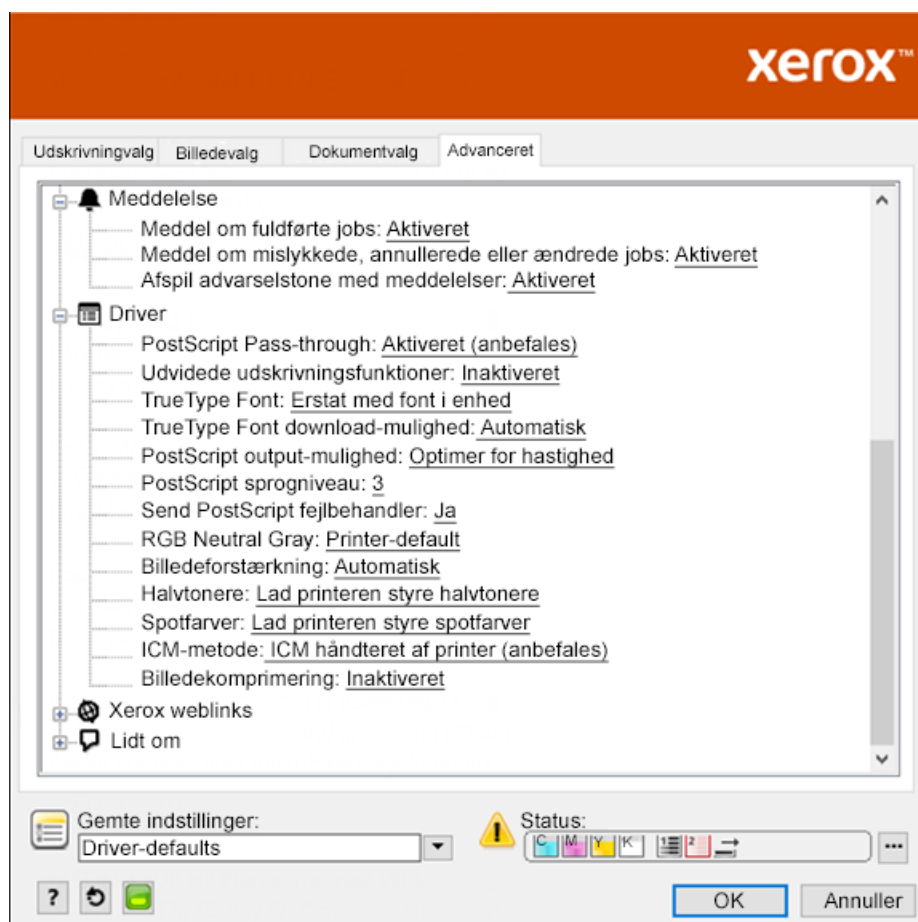 xerox™
Udskrivningvalg Billedevalg Dokumentvalg Advanceret
Meddelelse
Meddel om fuldførte jobs: Aktiveret
Meddel om mislykkede, annullerede eller ændrede jobs: Aktiveret
Afspil advarselstone med meddelelser: Aktiveret
Driver
PostScript Pass-through: Aktiveret (anbefales)
Udvidede udskrivningsfunktioner: Inaktiveret
TrueType Font: Erstat med font i enhed
TrueType Font download-mulighed: Automatisk
PostScript output-mulighed: Optimer for hastighed
PostScript sprogniveau: 3
Send PostScript fejlbehandler: Ja
RGB Neutral Gray: Printer-default
Billedeforstærkning: Automatisk
Halvtonere: Lad printeren styre halvtonere
Spotfarver: Lad printeren styre spotfarver
ICM-metode: ICM håndteret af printer (anbefales)
Billedekomprimering: Inaktiveret
Xerox weblinks
Lidt om
Gemte indstillinger: Status:
Driver-defaults C M Y K 1 2 ...
? OK Annuller